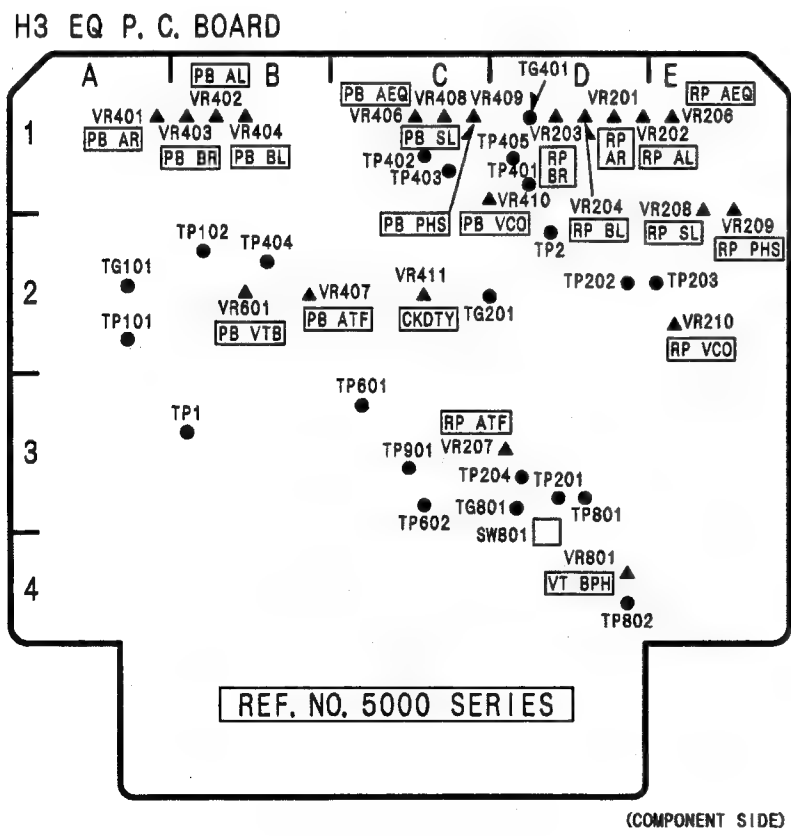 H3 EQ P. C. BOARD
A B C D E
PB AL
TG401
PB AEQ
RP AEQ
VR402
VR408 VR409
VR201
1
VR401
VR406
VR206
PB AR
VR403 VR404
PB SL
VR203
RP AR
VR202
PB BR
PB BL
TP402
TP405
RP BR
RP AL
TP403
TP401
VR410
VR204
VR208
PB PHS
PB VCO
RP BL
RP SL
VR209
TP102
TP404
TP2
RP PHS
TG101
VR411
TP202
TP203
2
VR601
VR407
TG201
TP101
PB VTB
PB ATF
CKDTY
VR210
RP VCO
TP601
TP1
RP ATF
3
VR207
TP901
TP204
TP201
TG801
TP602
TP801
SW801
VR801
4
VT BPH
TP802
REF. NO. 5000 SERIES
(COMPONENT SIDE)